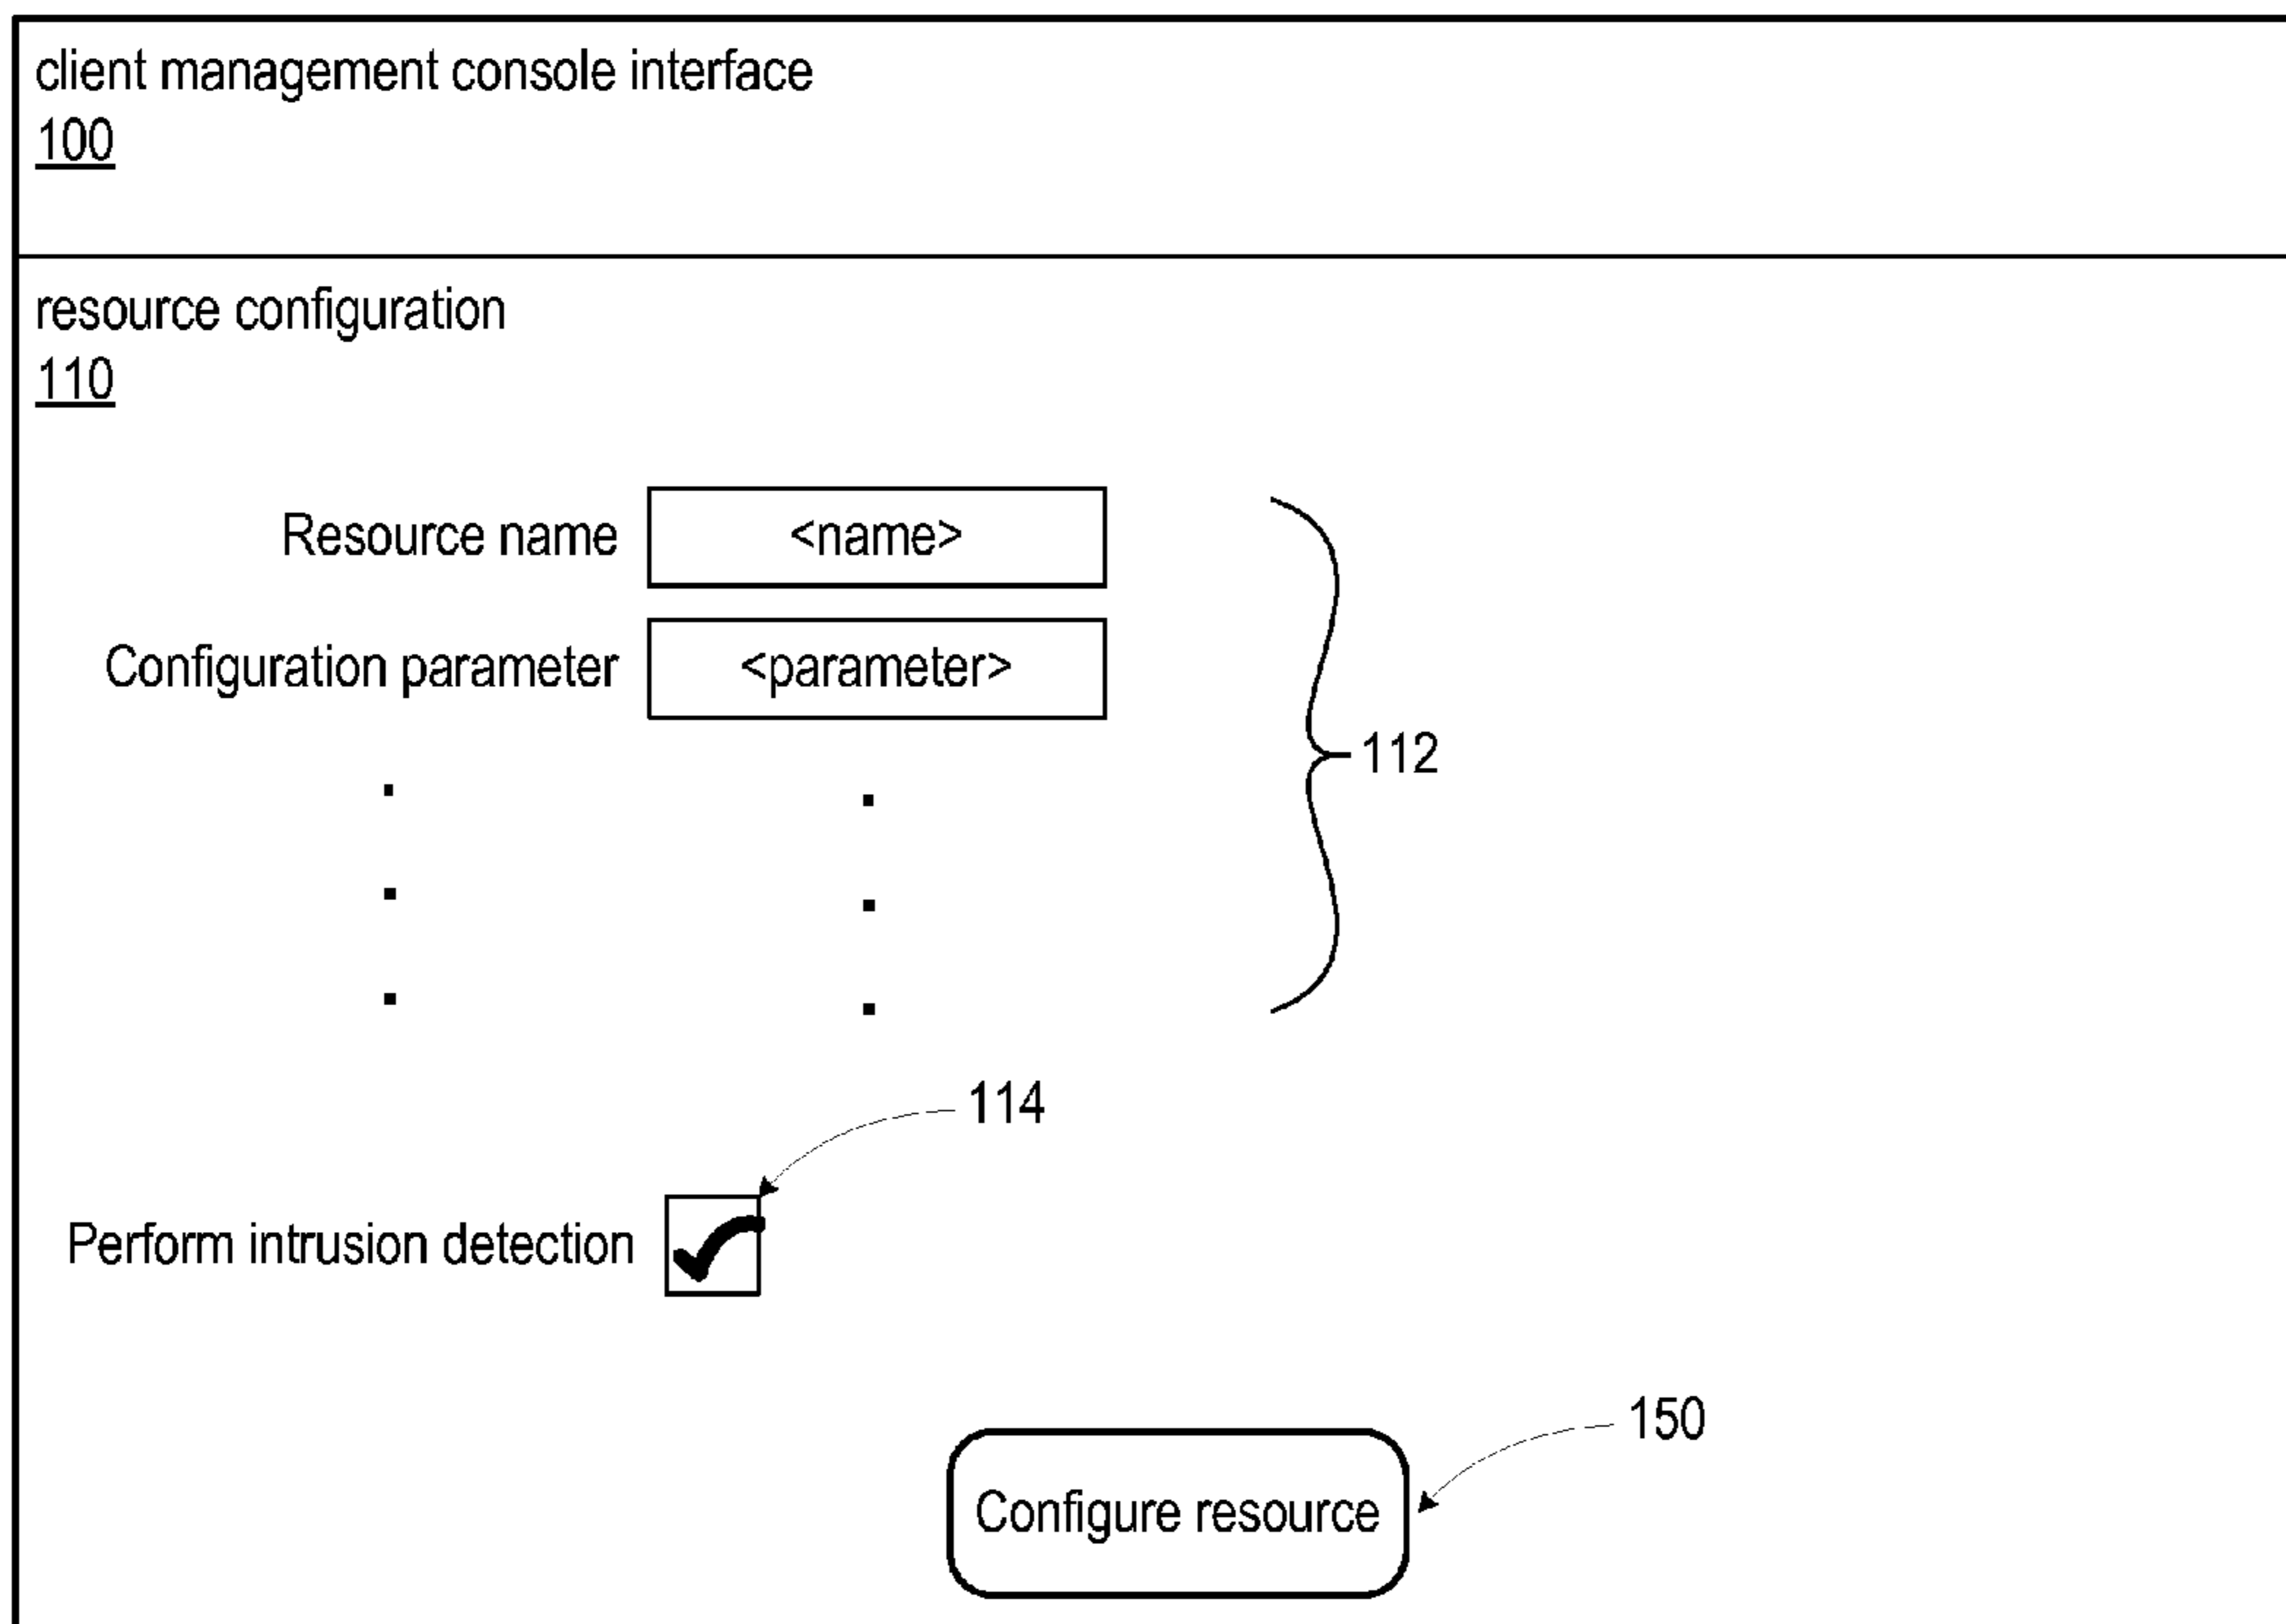 client management console interface
100
resource configuration
110
Resource name <name>
Configuration parameter <parameter>
112
114
Perform intrusion detection
150
Configure resource